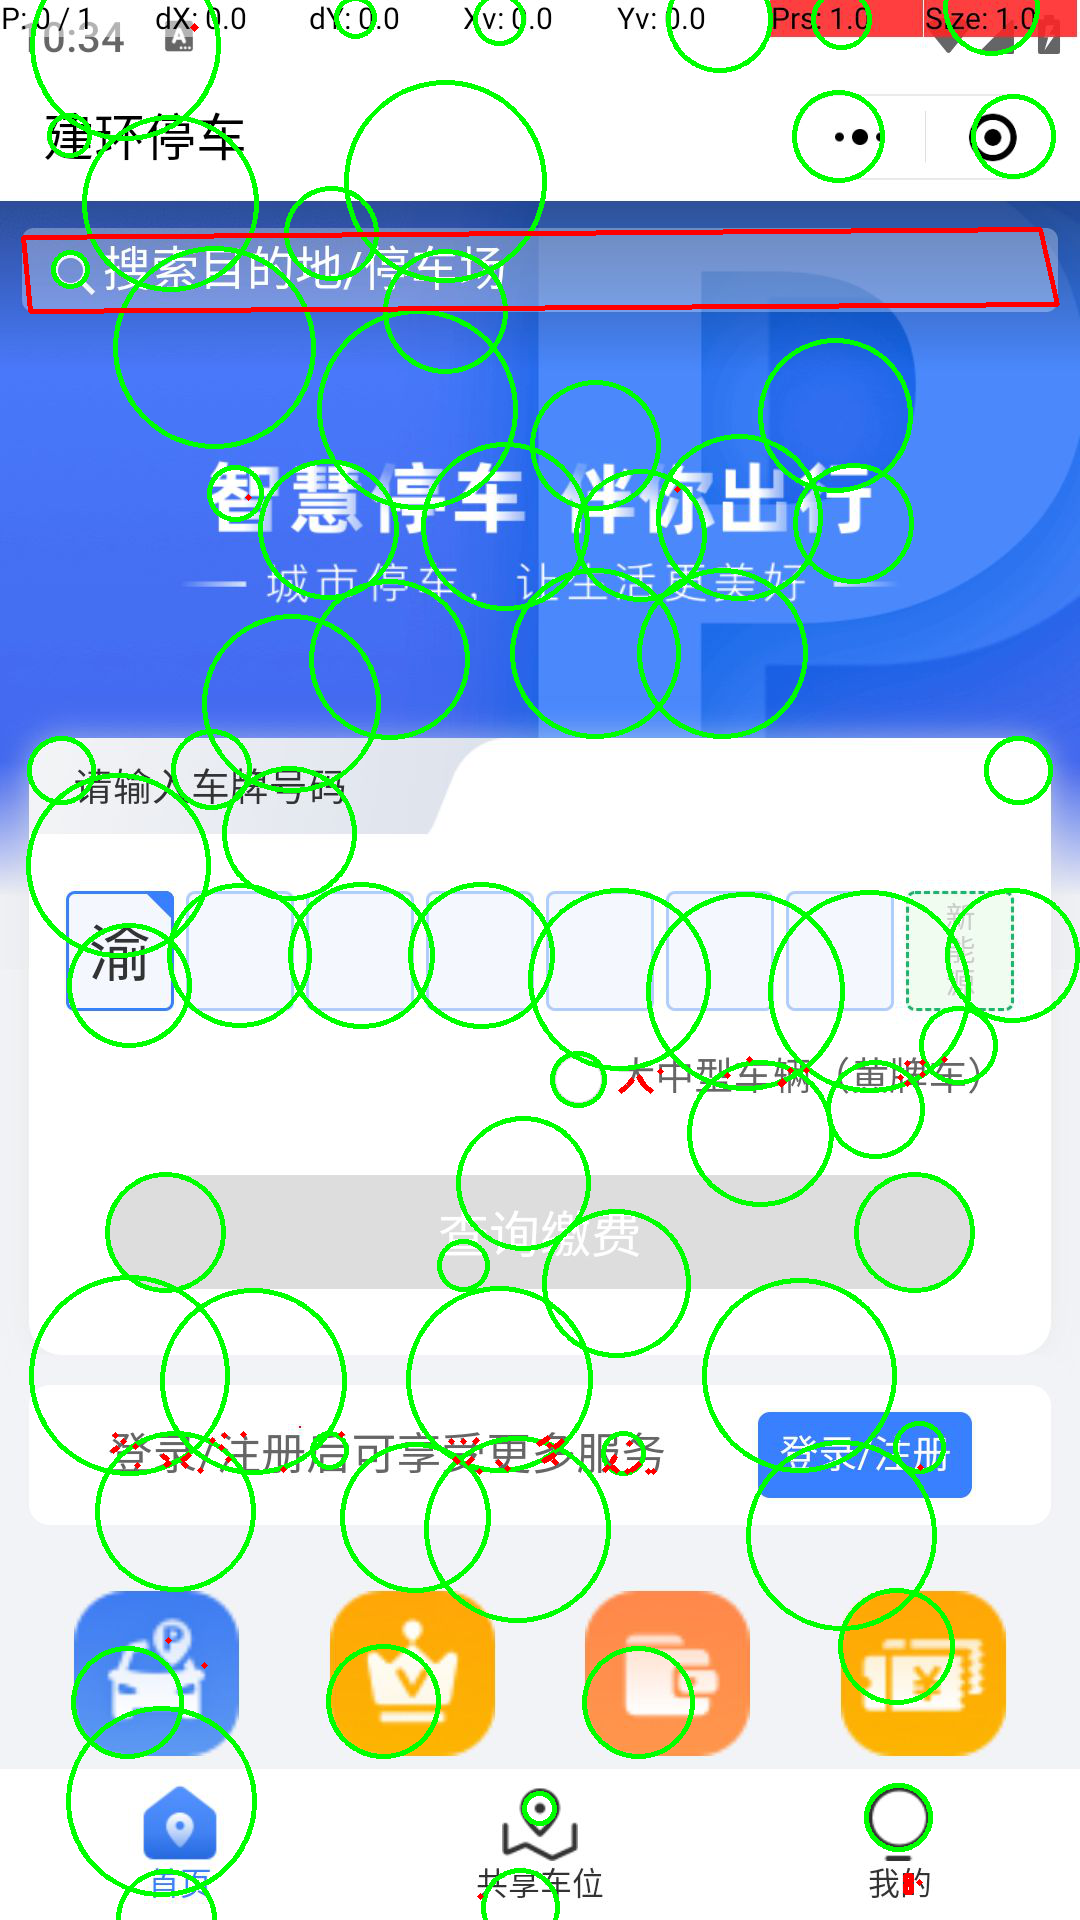 P: 0 / 1 dX: 0.0 dY: 0.0 Xv: 0.0 Yv: 0.0 Prs: 1.0 Size: 1.0
0:34 A
建环停车
搜索目的地/停车场
智慧停车 伴你出行
城市停车，让生活更美好
请输入车牌号码
渝
新能源
大中型车辆（黄牌车）
查询缴费
登录/注册后可享受更多服务
登录/注册
首页 共享车位 我的